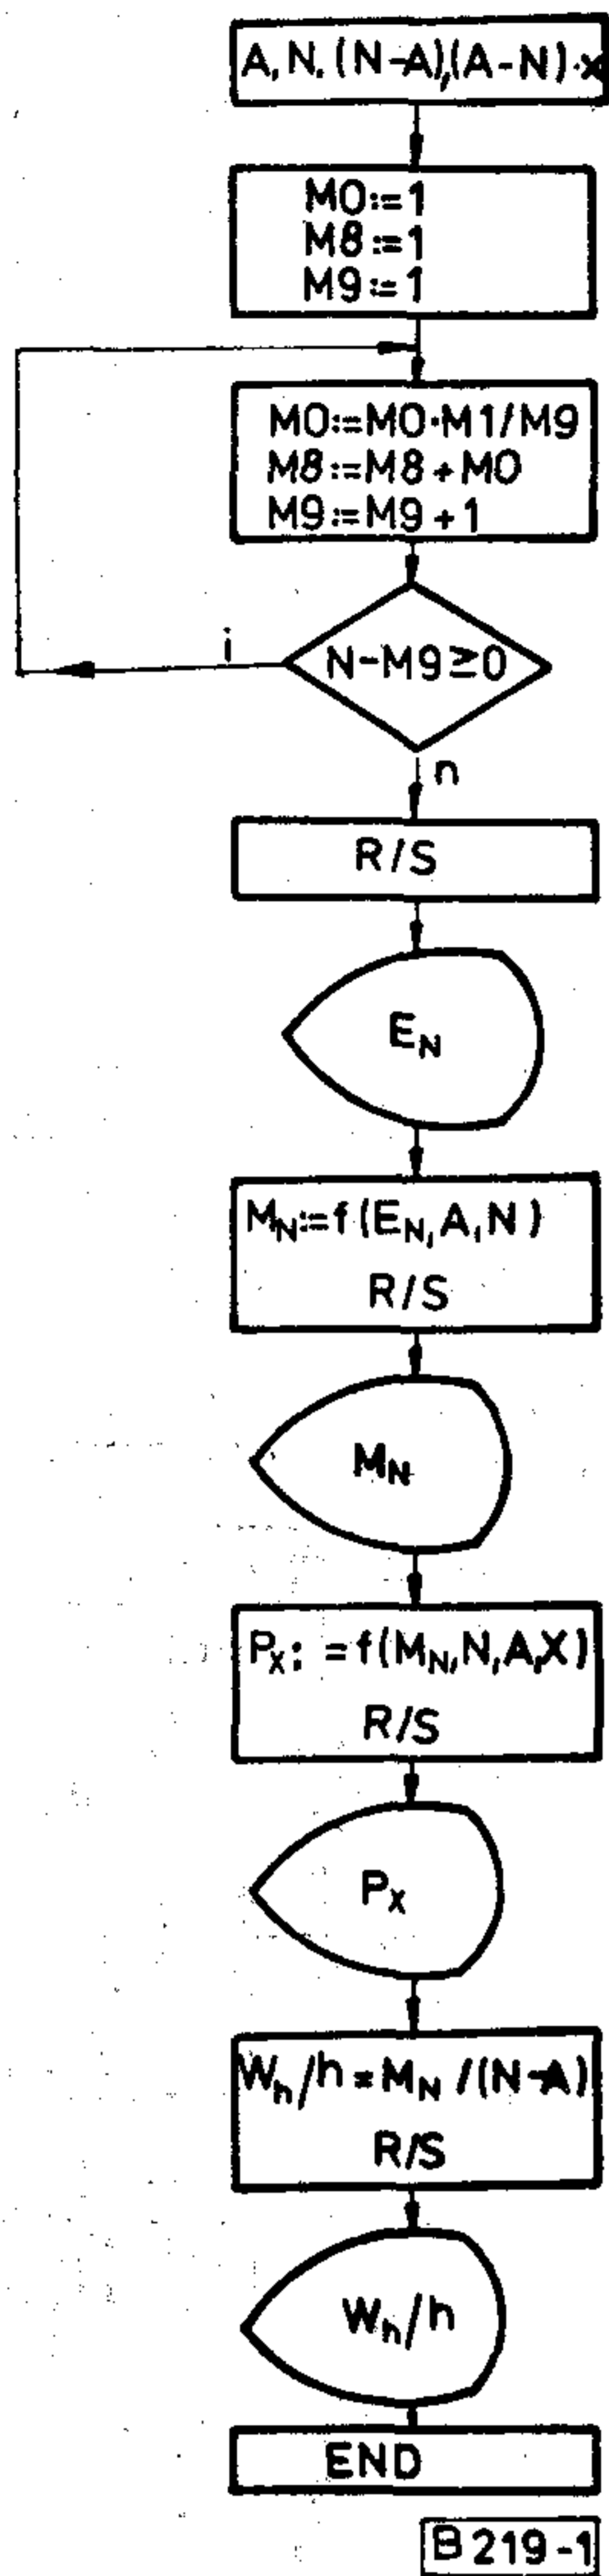 A, N, (N-A),(A-N)·x
M0:=1
M8:=1
M9:=1
M0:=M0·M1/M9
M8:=M8+M0
M9:=M9+1
i
N-M9≥0
n
R/S
E_N
M_N:=f(E_N,A,N)
R/S
M_N
P_X:=f(M_N,N,A,X)
R/S
P_X
W_h/h=M_N/(N-A)
R/S
W_h/h
END
B219-1